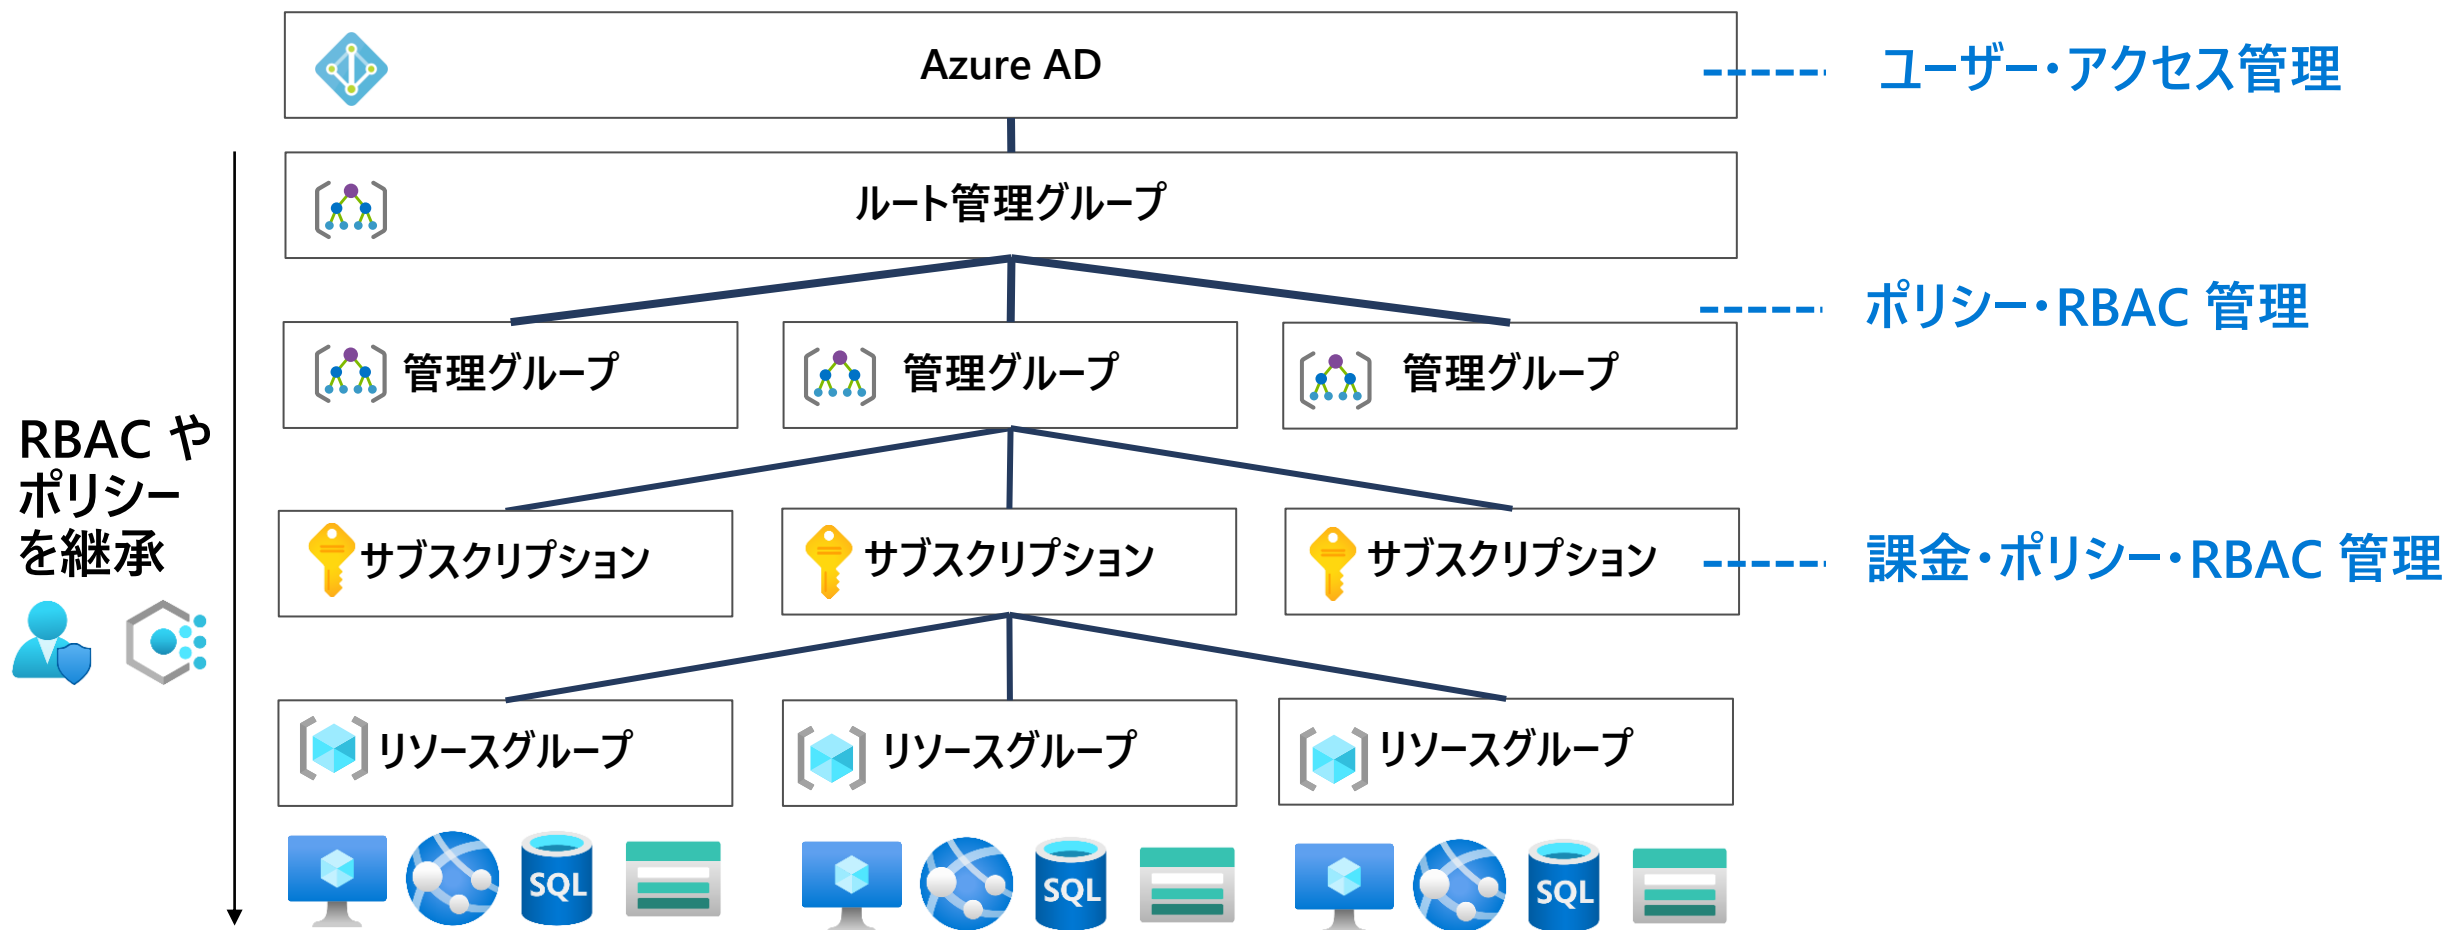 Azure AD
ユーザー・アクセス管理
ルート管理グループ
ポリシー・RBAC 管理
管理グループ
管理グループ
管理グループ
RBAC や
ポリシー
を継承
サブスクリプション
サブスクリプション
サブスクリプション
課金・ポリシー・RBAC 管理
リソースグループ
リソースグループ
リソースグループ
SQL
SQL
SQL